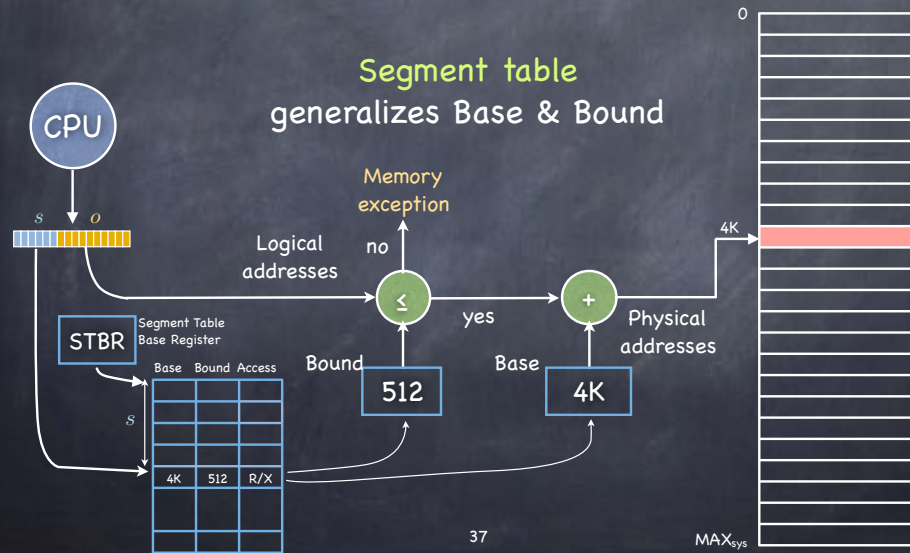 Segment table
generalizes Base & Bound
0
CPU
s
o
Memory
exception
no
Logical
addresses
≤
yes
+
4K
Physical
addresses
STBR
Segment Table
Base Register
Base Bound Access
s
4K 512 R/X
Bound
512
Base
4K
37
MAXsys